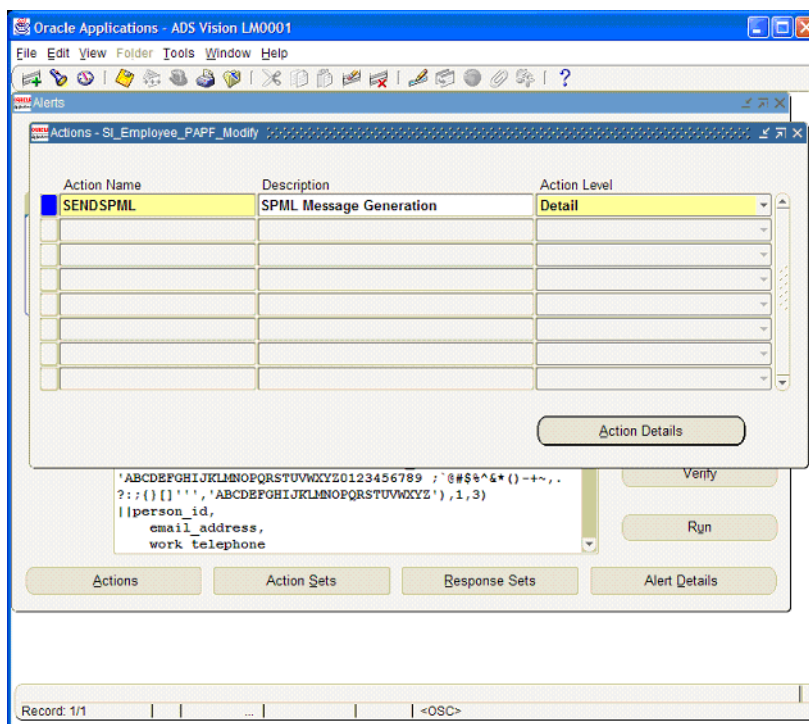 Oracle Applications - ADS Vision LM0001
File Edit View Folder Tools Window Help
Alerts
Actions - SI_Employee_PAPF_Modify
Action Name Description Action Level
SENDSPML SPML Message Generation Detail
Action Details
'ABCDEFGHIJKLMNOPQRSTUVWXYZ0123456789 ;`@#$%^&*()-+~,.
?:;{}[]''','ABCDEFGHIJKLMNOPQRSTUVWXYZ'),1,3)
||person_id,
email_address,
work telephone
Verify
Run
Actions Action Sets Response Sets Alert Details
Record: 1/1 ... <OSC>